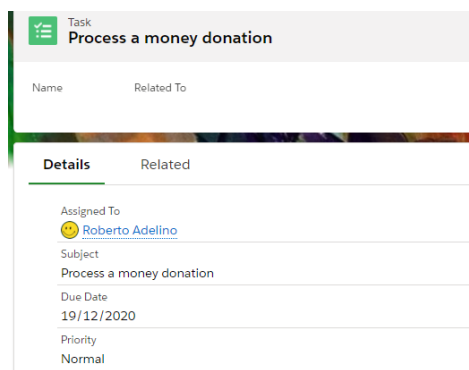 Task
Process a money donation
Name Related To
Details Related
Assigned To
Roberto Adelino
Subject
Process a money donation
Due Date
19/12/2020
Priority
Normal